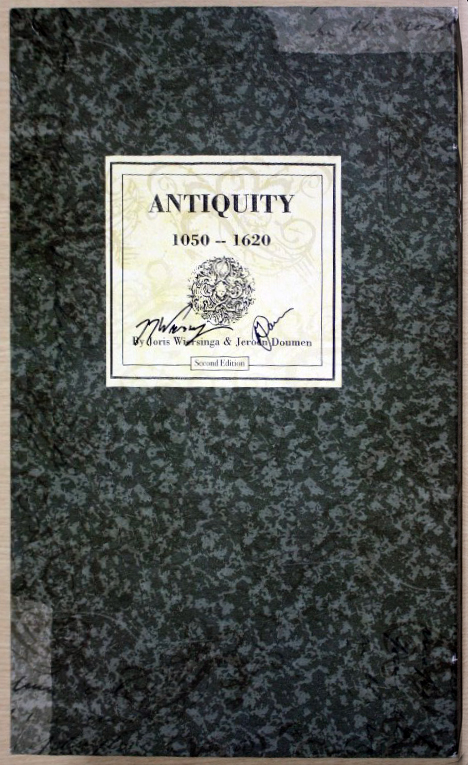 ANTIQUITY
1050 -- 1620
By Joris Wiersinga & Jeroen Doumen
Second Edition